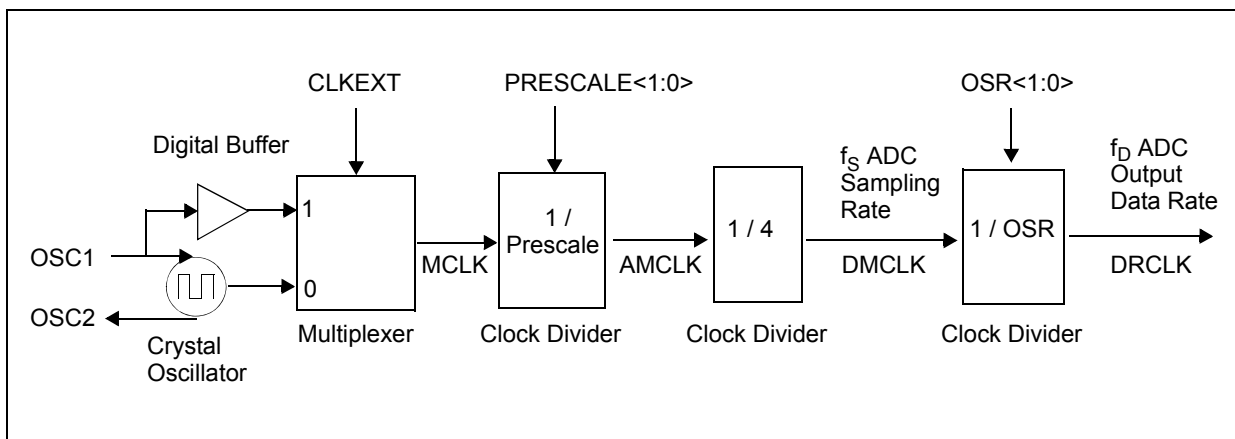 CLKEXT
PRESCALE<1:0>
OSR<1:0>
Digital Buffer
fS ADC
Sampling
Rate
fD ADC
Output
Data Rate
1
0
1 /
Prescale
1 / 4
1 / OSR
OSC1
OSC2
MCLK
AMCLK
DMCLK
DRCLK
Crystal
Oscillator
Multiplexer
Clock Divider
Clock Divider
Clock Divider